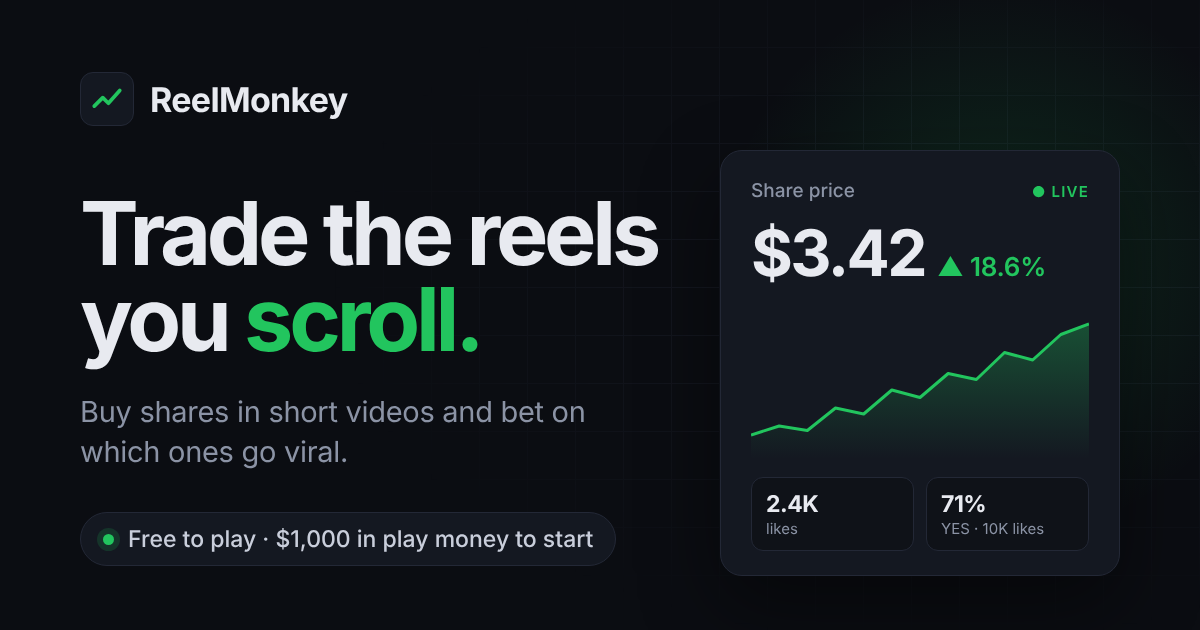 ReelMonkey
Trade the reels
you scroll.
Buy shares in short videos and bet on
which ones go viral.
Free to play · $1,000 in play money to start
Share price
LIVE
$3.42 ▲ 18.6%
2.4K
likes
71%
YES · 10K likes